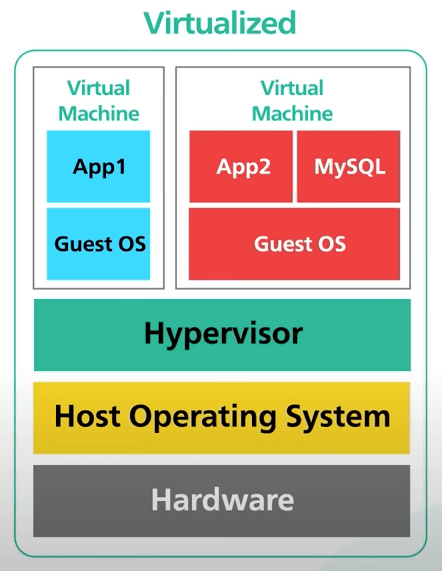 Virtualized
Virtual
Machine
App1
Guest OS
Virtual
Machine
App2
MySQL
Guest OS
Hypervisor
Host Operating System
Hardware